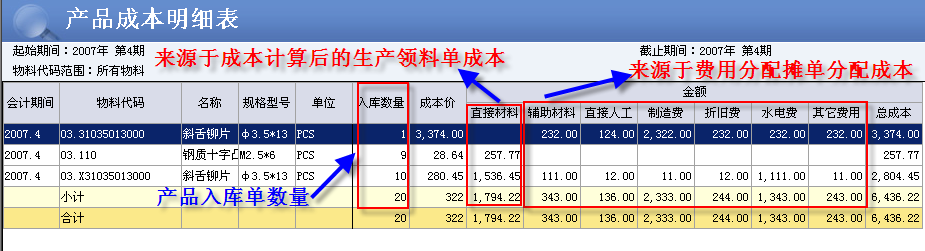 产品成本明细表
起始期间：2007年 第4期
截止期间：2007年 第4期
来源于成本计算后的生产领料单成本
来源于费用分配摊单分配成本
物料代码范围：所有物料
会计期间 物料代码 名称 规格型号 单位 入库数量 成本价 金额
直接材料 辅助材料 直接人工 制造费 折旧费 水电费 其它费用 总成本
2007.4 03.31035013000 斜舌铆片 φ3.5*13 PCS 1 3,374.00 232.00 124.00 2,322.00 232.00 232.00 232.00 3,374.00
2007.4 03.110 钢质十字凸 M2.5*6 PCS 9 28.64 257.77 257.77
2007.4 03.X31035013000 斜舌铆片 φ3.5*13 PCS 10 280.45 1,536.45 111.00 12.00 11.00 12.00 1,111.00 11.00 2,804.45
产品入库单数量
小计 20 322 1,794.22 343.00 136.00 2,333.00 244.00 1,343.00 243.00 6,436.22
合计 20 322 1,794.22 343.00 136.00 2,333.00 244.00 1,343.00 243.00 6,436.22